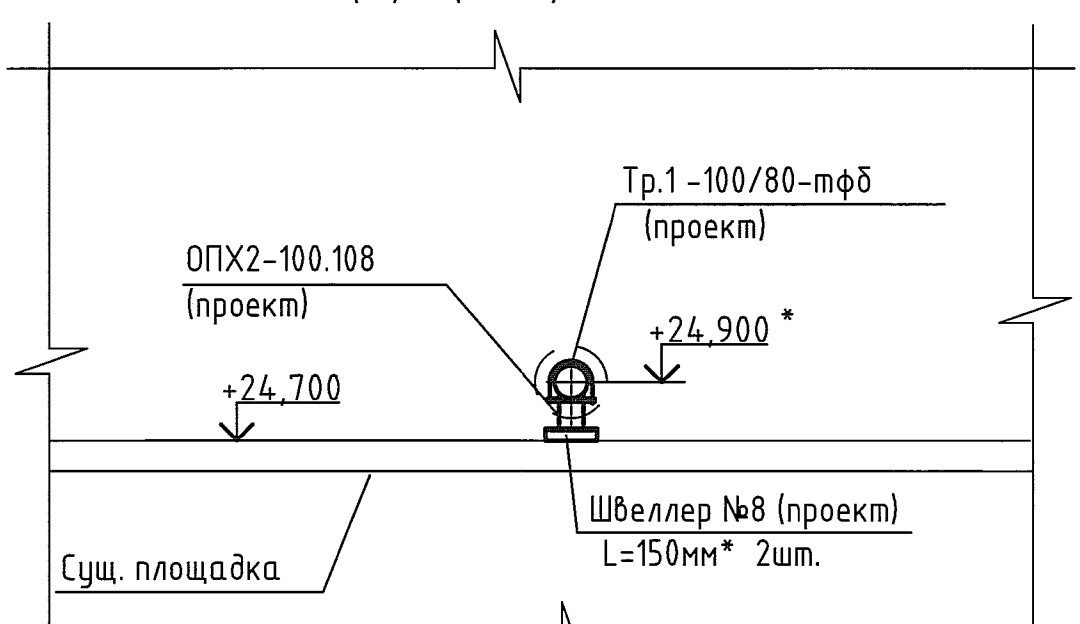 Тр.1 -100/80-тфб
(проект)
ОПХ2-100.108
(проект)
+24,900 *
+24,700
Швеллер №8 (проект)
L=150мм* 2шт.
Сущ. площадка